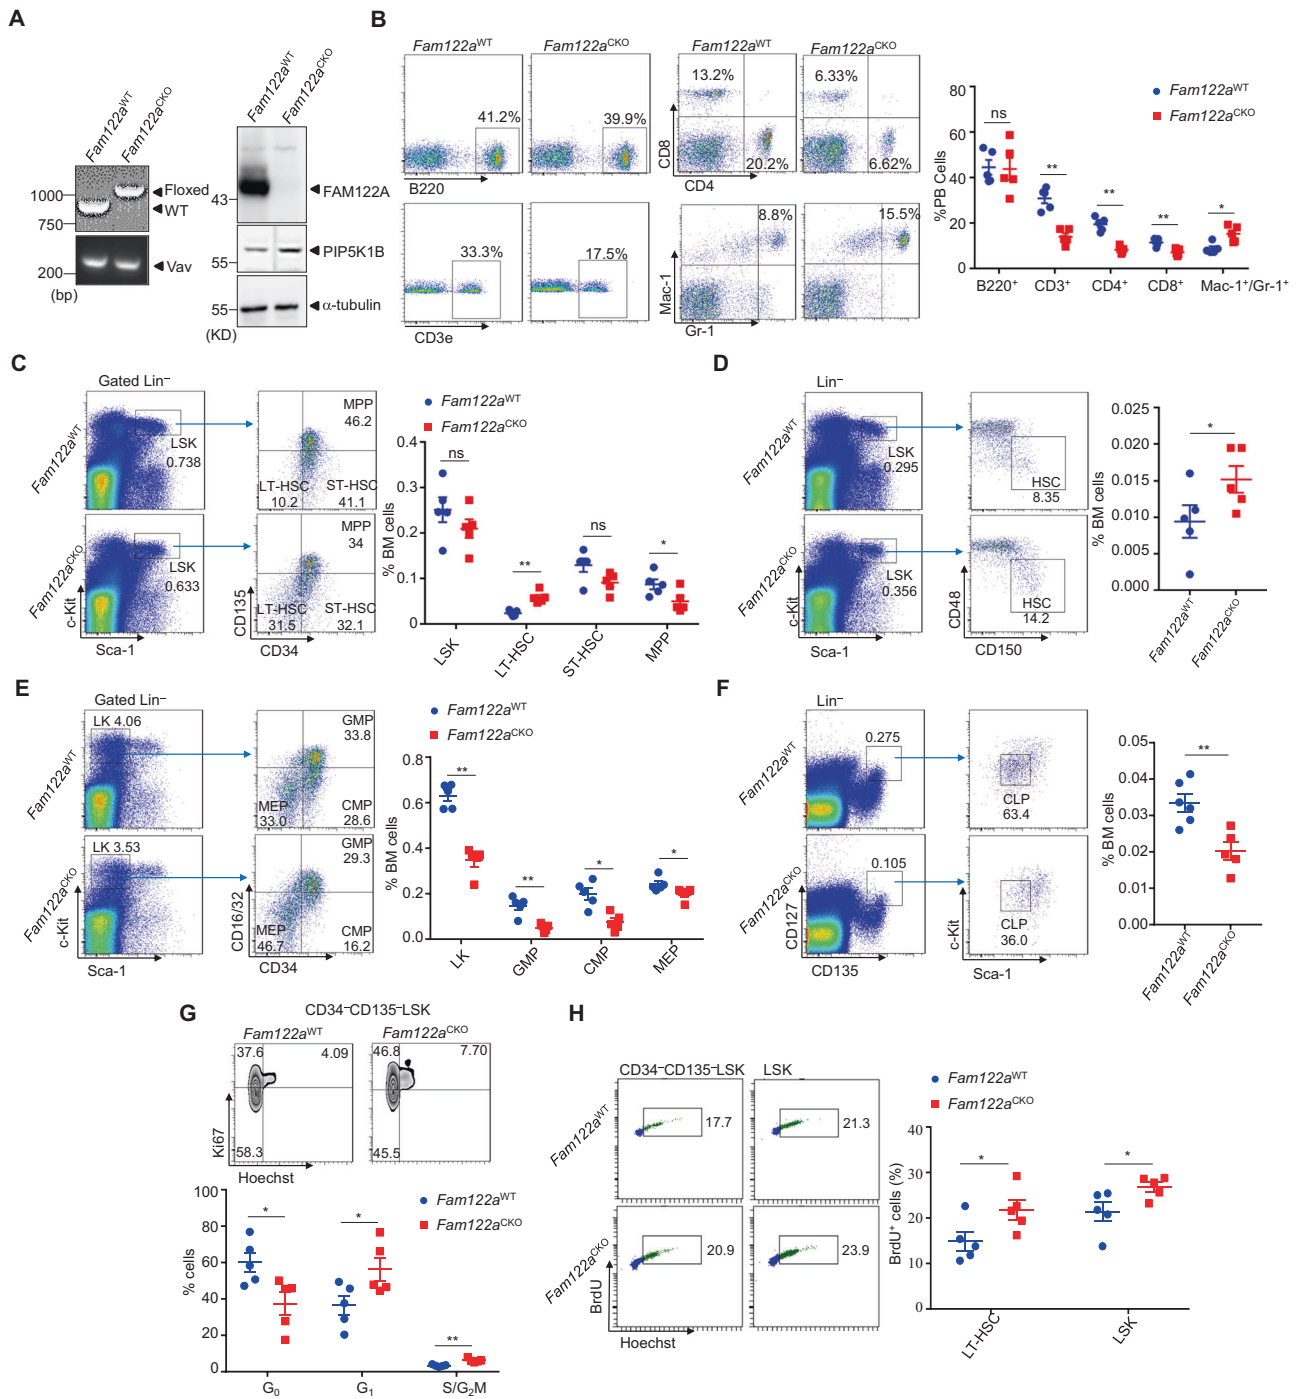 A
Fam122aWT
Fam122aCKO
1000
750
200
(bp)
Floxed
WT
Vav
Fam122aWT
Fam122aCKO
43
55
55
(KD)
FAM122A
PIP5K1B
α-tubulin
B
Fam122aWT
Fam122aCKO
41.2%
39.9%
B220
33.3%
17.5%
CD3e
Fam122aWT
Fam122aCKO
13.2%
6.33%
20.2%
6.62%
CD8
CD4
8.8%
15.5%
Mac-1
Gr-1
Fam122aWT
Fam122aCKO
%PB Cells
80
60
40
20
0
ns
**
**
**
*
B220+
CD3+
CD4+
CD8+
Mac-1+/Gr-1+
C
Gated Lin–
Fam122aWT
Fam122aCKO
LSK
0.738
LSK
0.633
c-Kit
Sca-1
MPP
46.2
LT-HSC
10.2
ST-HSC
41.1
MPP
34
LT-HSC
31.5
ST-HSC
32.1
CD135
CD34
Fam122aWT
Fam122aCKO
% BM cells
0.4
0.3
0.2
0.1
0
ns
**
ns
*
LSK
LT-HSC
ST-HSC
MPP
D
Lin–
Fam122aWT
Fam122aCKO
LSK
0.295
LSK
0.356
c-Kit
Sca-1
HSC
8.35
HSC
14.2
CD48
CD150
% BM cells
0.025
0.020
0.015
0.010
0.005
0.000
*
Fam122aWT
Fam122aCKO
E
Gated Lin–
Fam122aWT
Fam122aCKO
LK 4.06
LK 3.53
c-Kit
Sca-1
GMP
33.8
MEP
33.0
CMP
28.6
GMP
29.3
MEP
46.7
CMP
16.2
CD16/32
CD34
Fam122aWT
Fam122aCKO
% BM cells
0.8
0.6
0.4
0.2
0.0
**
**
*
*
LK
GMP
CMP
MEP
F
Lin–
Fam122aWT
Fam122aCKO
0.275
0.105
CD127
CD135
CLP
63.4
CLP
36.0
c-Kit
Sca-1
% BM cells
0.05
0.04
0.03
0.02
0.01
0.00
**
Fam122aWT
Fam122aCKO
G
CD34–CD135–LSK
Fam122aWT
Fam122aCKO
37.6
4.09
58.3
46.8
7.70
45.5
Ki67
Hoechst
Fam122aWT
Fam122aCKO
% cells
100
80
60
40
20
0
*
*
**
G0
G1
S/G2M
H
CD34–CD135–LSK
LSK
Fam122aWT
Fam122aCKO
17.7
21.3
20.9
23.9
BrdU
Hoechst
Fam122aWT
Fam122aCKO
BrdU+ cells (%)
40
30
20
10
0
*
*
LT-HSC
LSK